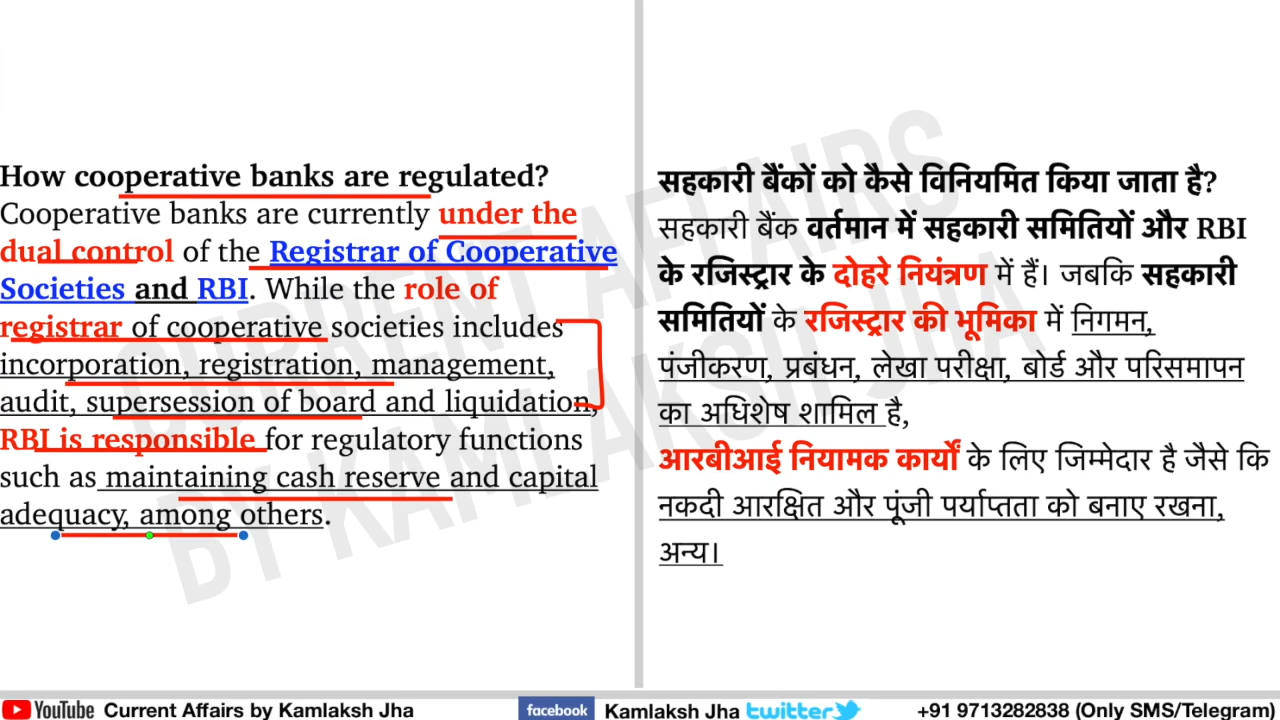 How cooperative banks are regulated?
Cooperative banks are currently under the
dual control of the Registrar of Cooperative
Societies and RBI. While the role of
registrar of cooperative societies includes
incorporation, registration, management,
audit, supersession of board and liquidation,
RBI is responsible for regulatory functions
such as maintaining cash reserve and capital
adequacy, among others.
सहकारी बैंकों को कैसे विनियमित किया जाता है?
सहकारी बैंक वर्तमान में सहकारी समितियों और RBI
के रजिस्ट्रार के दोहरे नियंत्रण में हैं। जबकि सहकारी
समितियों के रजिस्ट्रार की भूमिका में निगमन,
पंजीकरण, प्रबंधन, लेखा परीक्षा, बोर्ड और परिसमापन
का अधिशेष शामिल है,
आरबीआई नियामक कार्यों के लिए जिम्मेदार है जैसे कि
नकदी आरक्षित और पूंजी पर्याप्तता को बनाए रखना,
अन्य।
CURRENT AFFAIRS
BY KAMLAKSH JHA
YouTube Current Affairs by Kamlaksh Jha
facebook Kamlaksh Jha twitter +91 9713282838 (Only SMS/Telegram)